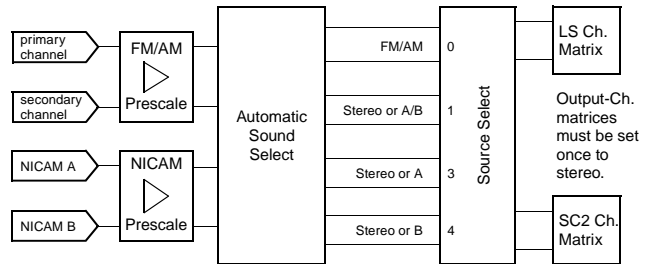 primary
channel
secondary
channel
NICAM A
NICAM B
FM/AM
Prescale
NICAM
Prescale
Automatic
Sound
Select
FM/AM
Stereo or A/B
Stereo or A
Stereo or B
0
1
3
4
Source Select
LS Ch.
Matrix
Output-Ch.
matrices
must be set
once to
stereo.
SC2 Ch.
Matrix